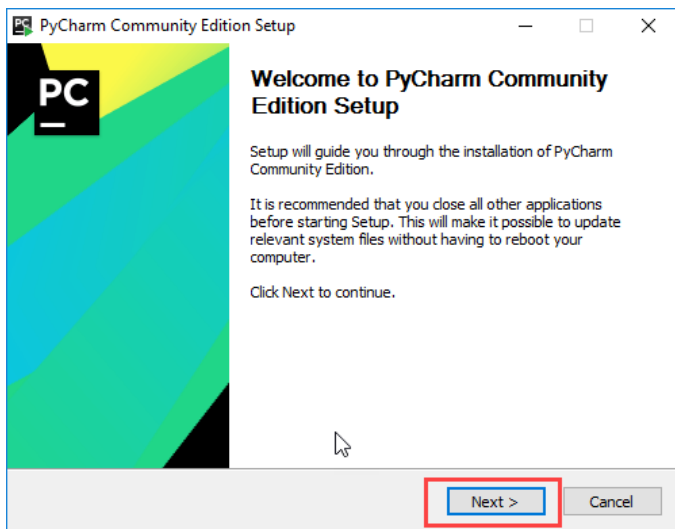 PC PyCharm Community Edition Setup
PC
Welcome to PyCharm Community
Edition Setup
Setup will guide you through the installation of PyCharm
Community Edition.
It is recommended that you close all other applications
before starting Setup. This will make it possible to update
relevant system files without having to reboot your
computer.
Click Next to continue.
Next >
Cancel